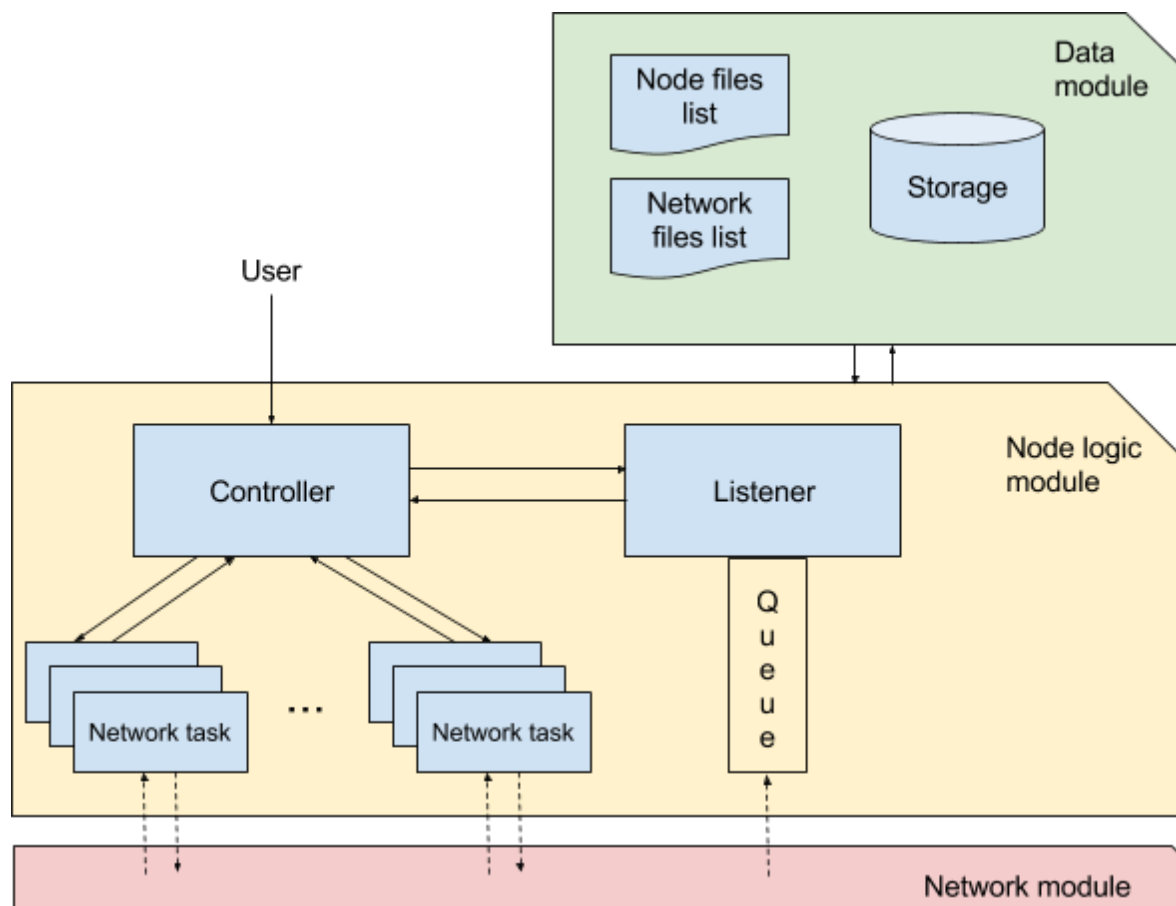 Data
module
Node files
list
Storage
Network
files list
User
Node logic
module
Controller
Listener
Q
u
e
u
e
...
Network task
Network task
Network module